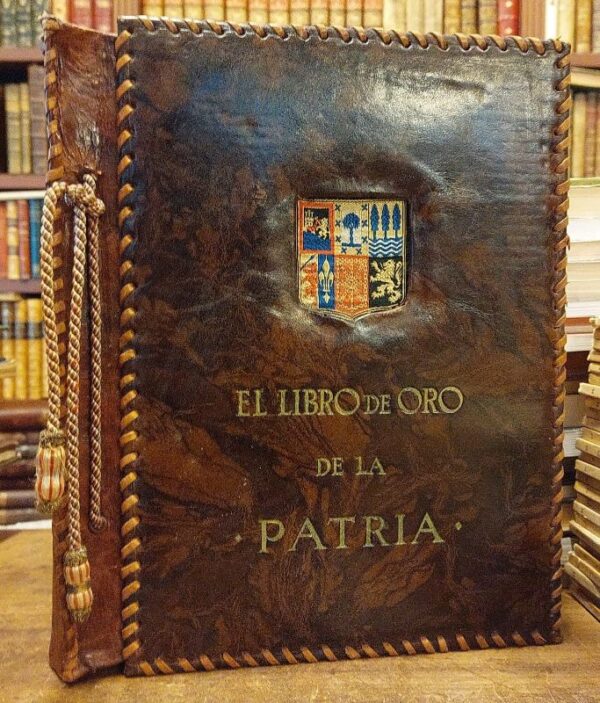 EL LIBRO DE ORO
DE LA
· PATRIA ·